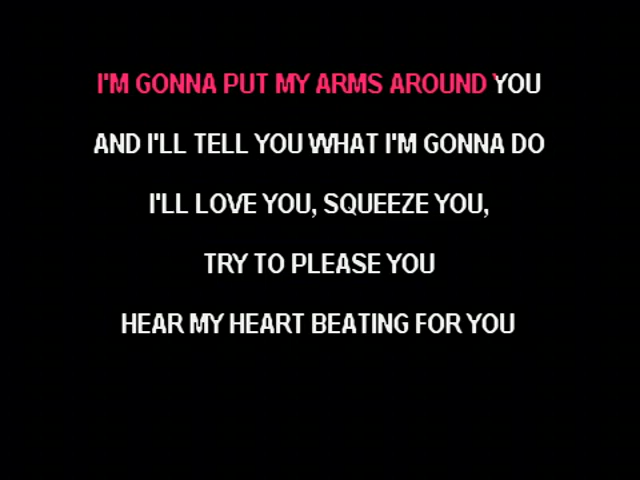 I'M GONNA PUT MY ARMS AROUND YOU
AND I'LL TELL YOU WHAT I'M GONNA DO
I'LL LOVE YOU, SQUEEZE YOU,
TRY TO PLEASE YOU
HEAR MY HEART BEATING FOR YOU